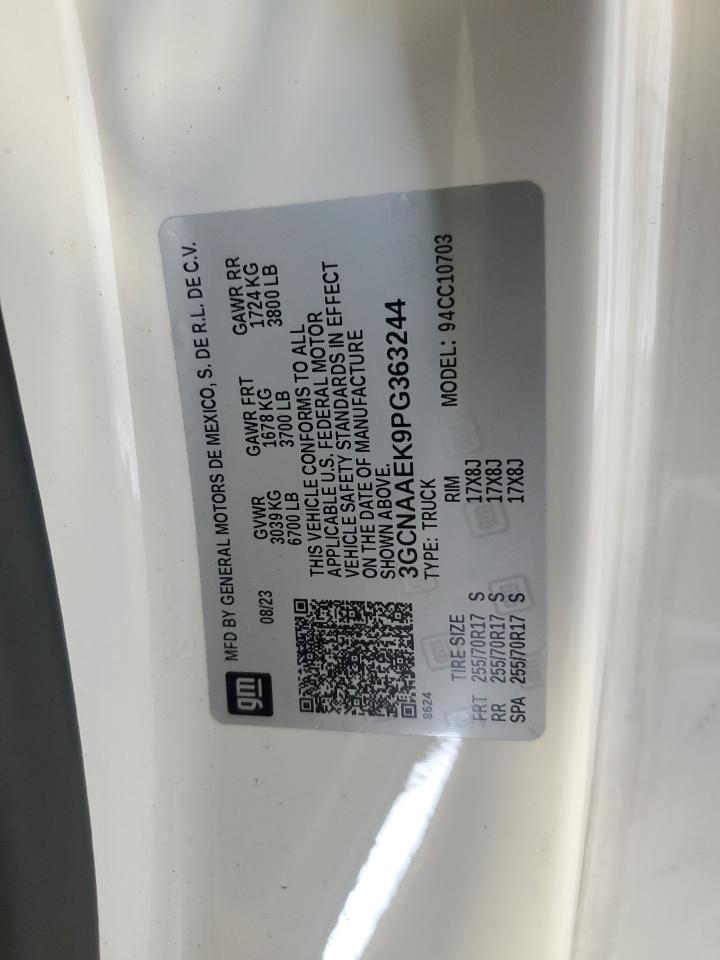 gm
MFD BY GENERAL MOTORS DE MEXICO, S. DE R.L. DE C.V.
08/23 GVWR GAWR FRT GAWR RR
3039 KG 1678 KG 1724 KG
6700 LB 3700 LB 3800 LB
THIS VEHICLE CONFORMS TO ALL
APPLICABLE U.S. FEDERAL MOTOR
VEHICLE SAFETY STANDARDS IN EFFECT
ON THE DATE OF MANUFACTURE
SHOWN ABOVE.
3GCNAAEK9PG363244
8624 TYPE: TRUCK MODEL: 94CC10703
TIRE SIZE RIM
FRT 255/70R17 S 17X8J
RR 255/70R17 S 17X8J
SPA 255/70R17 S 17X8J